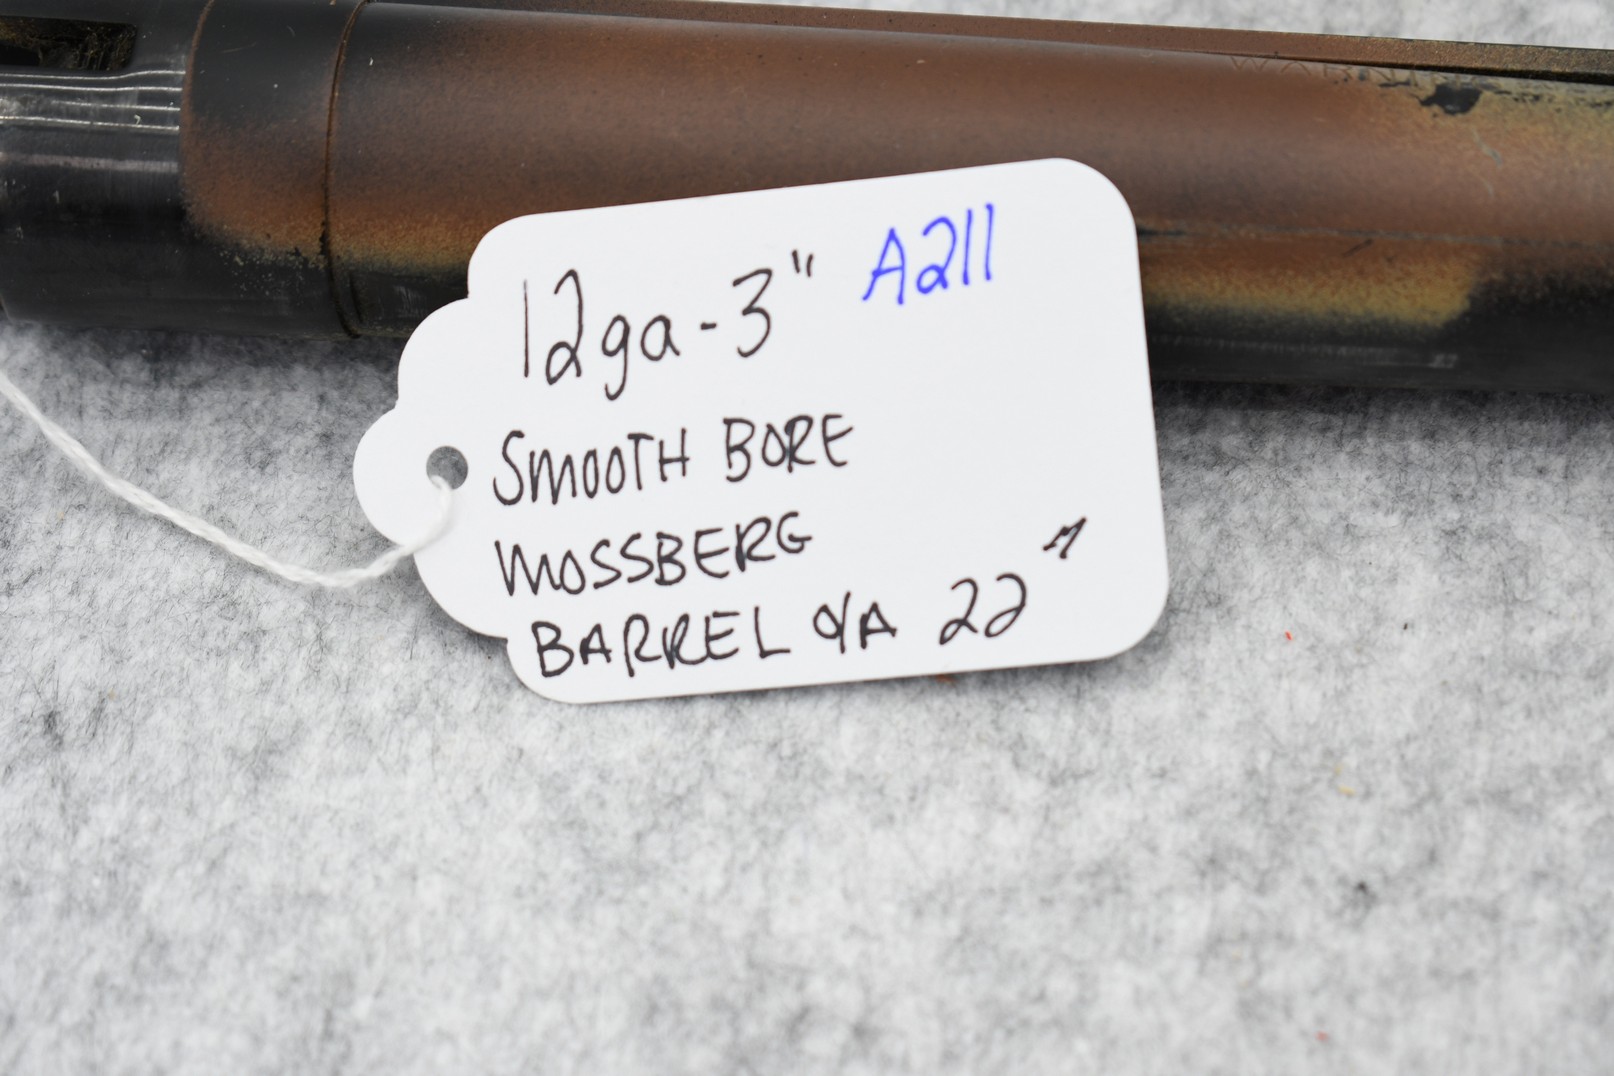 12ga-3" A211
SMOOTH BORE
MOSSBERG
BARREL O/A 22"